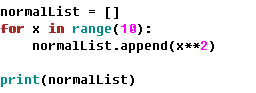 normalList = []
for x in range(10):
    normalList.append(x**2)
print(normalList)